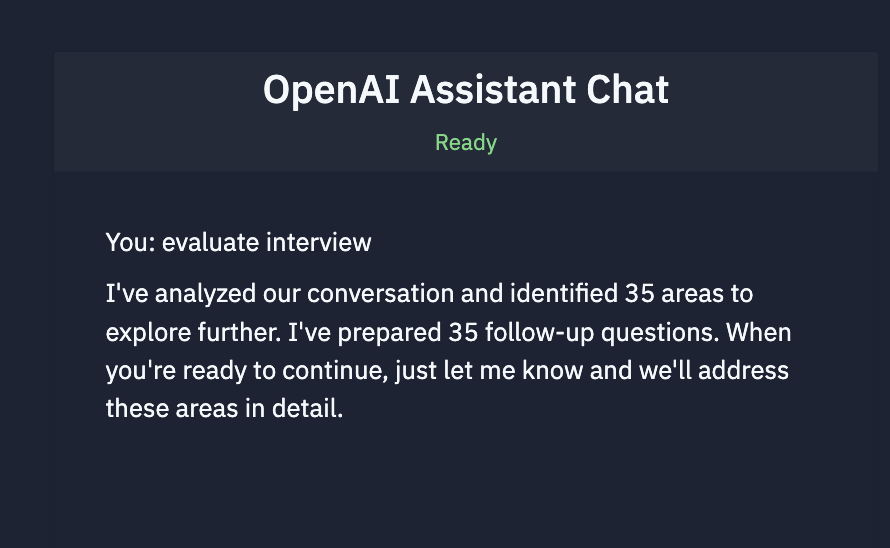 OpenAI Assistant Chat
Ready
You: evaluate interview
I've analyzed our conversation and identified 35 areas to
explore further. I've prepared 35 follow-up questions. When
you're ready to continue, just let me know and we'll address
these areas in detail.